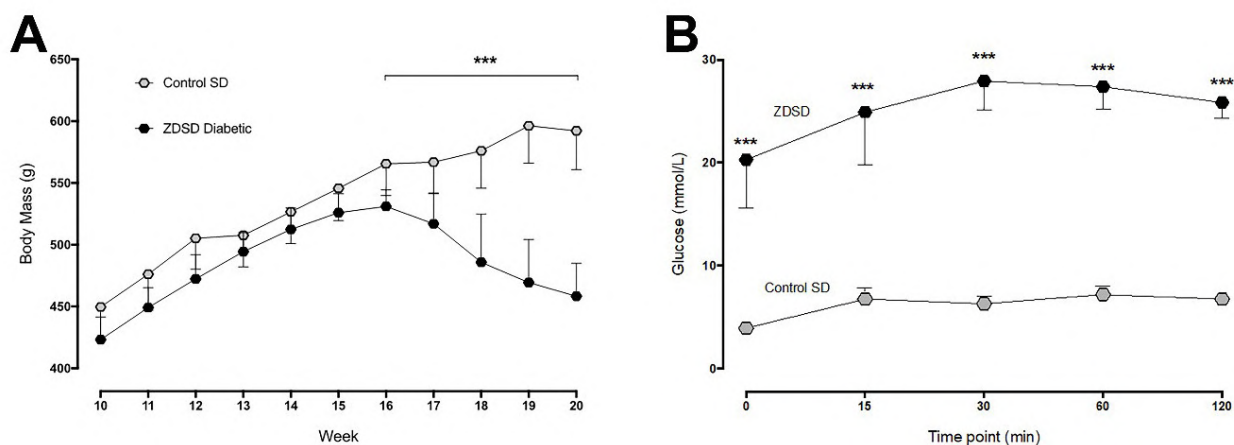 A
650
600
550
500
450
400
Body Mass (g)
Control SD
ZDSD Diabetic
***
10 11 12 13 14 15 16 17 18 19 20
Week
B
30
20
10
0
Glucose (mmol/L)
ZDSD
Control SD
*** *** *** *** ***
0 15 30 60 120
Time point (min)